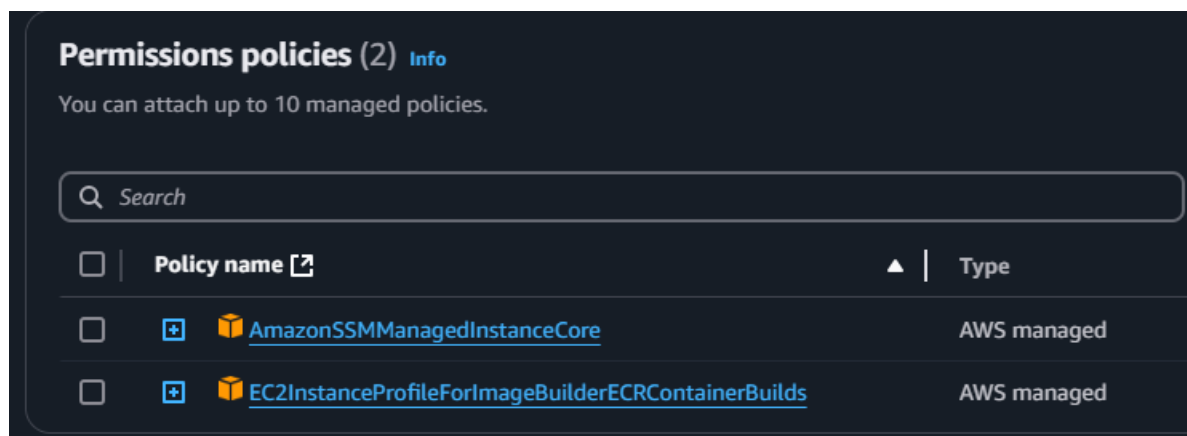 Permissions policies (2) Info
You can attach up to 10 managed policies.
Search
Policy name Type
AmazonSSMManagedInstanceCore AWS managed
EC2InstanceProfileForImageBuilderECRContainerBuilds AWS managed